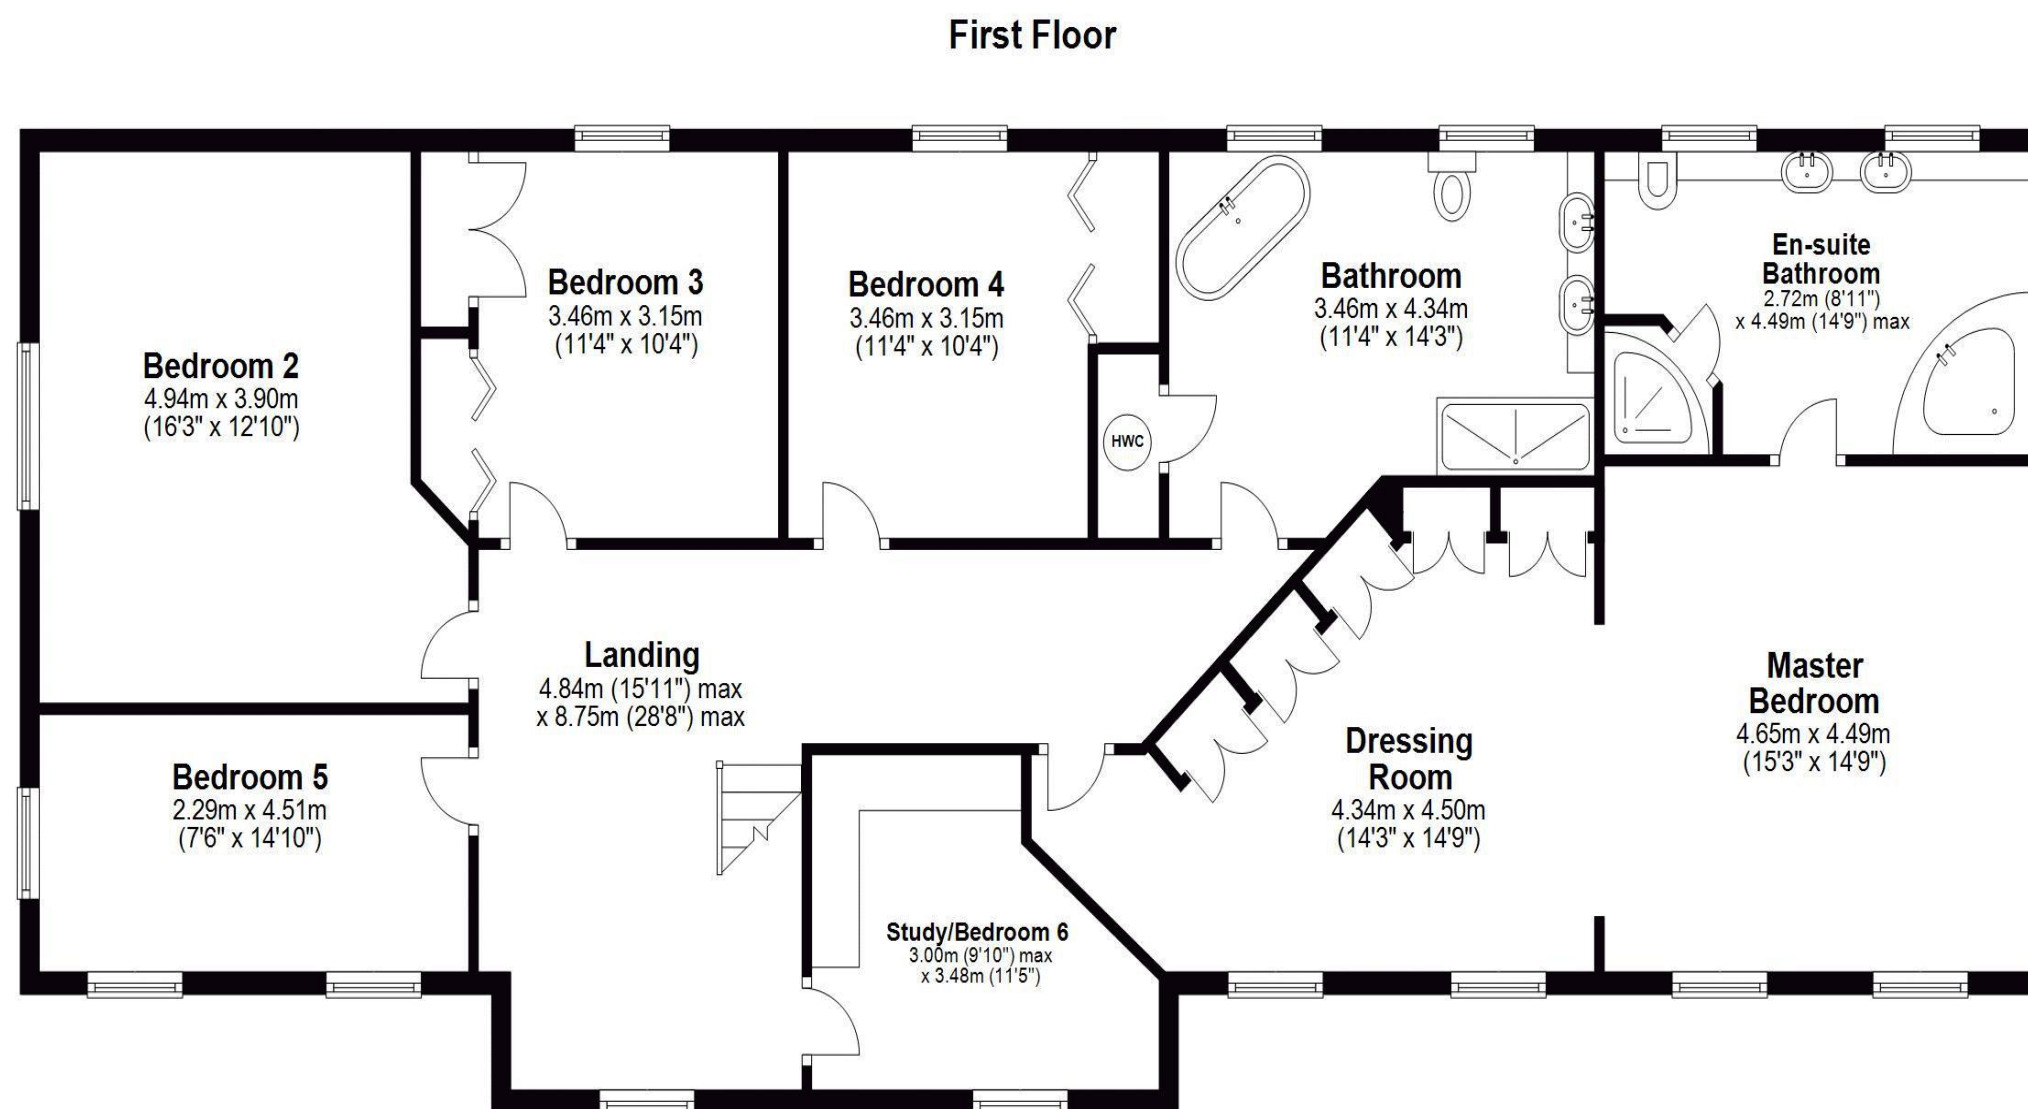 First Floor
Bedroom 2
4.94m x 3.90m
(16'3" x 12'10")
Bedroom 3
3.46m x 3.15m
(11'4" x 10'4")
Bedroom 4
3.46m x 3.15m
(11'4" x 10'4")
HWC
Bathroom
3.46m x 4.34m
(11'4" x 14'3")
En-suite
Bathroom
2.72m (8'11")
x 4.49m (14'9") max
Landing
4.84m (15'11") max
x 8.75m (28'8") max
Master
Bedroom
4.65m x 4.49m
(15'3" x 14'9")
Dressing
Room
4.34m x 4.50m
(14'3" x 14'9")
Bedroom 5
2.29m x 4.51m
(7'6" x 14'10")
Study/Bedroom 6
3.00m (9'10") max
x 3.48m (11'5")